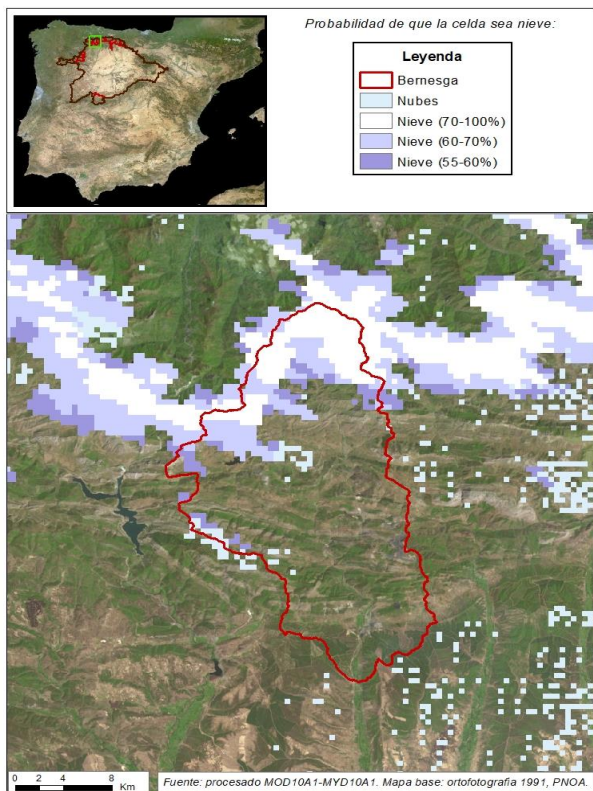 Probabilidad de que la celda sea nieve:
Leyenda
Bernesga
Nubes
Nieve (70-100%)
Nieve (60-70%)
Nieve (55-60%)
0 2 4 8
Km
Fuente: procesado MOD10A1-MYD10A1. Mapa base: ortofotografía 1991, PNOA.